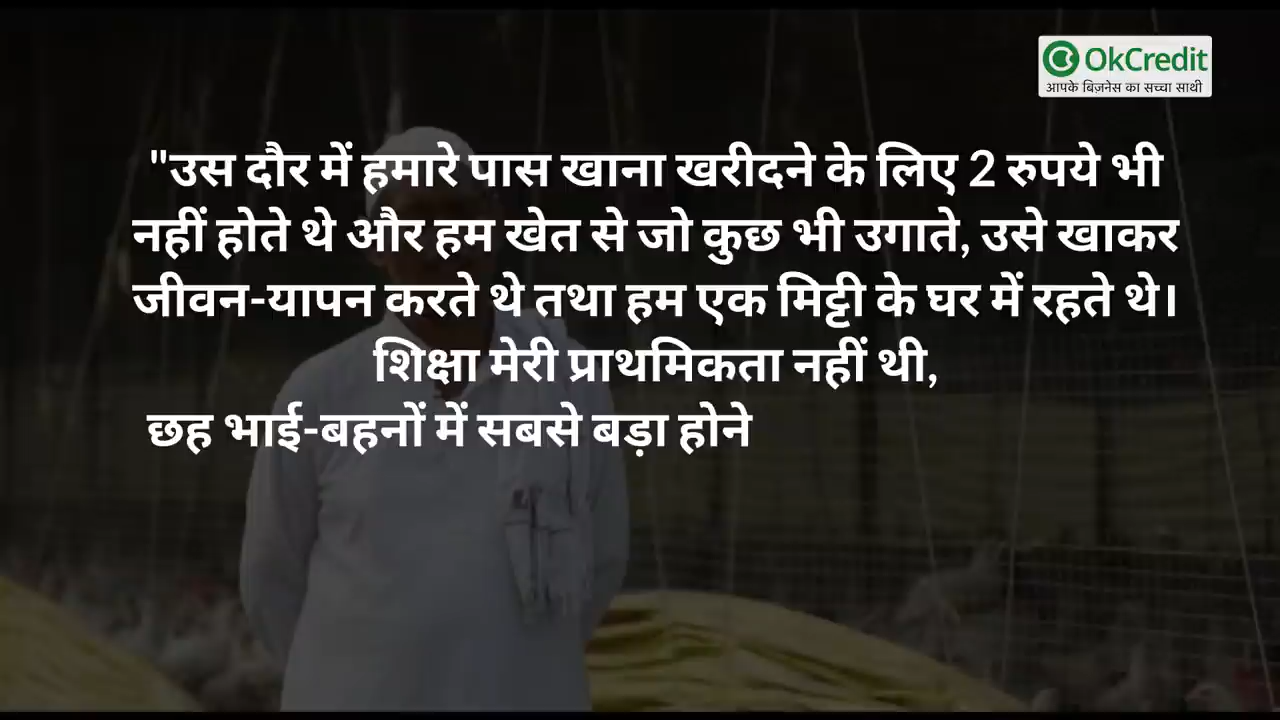 OkCredit
आपके बिज़नेस का सच्चा साथी
"उस दौर में हमारे पास खाना खरीदने के लिए 2 रुपये भी
नहीं होते थे और हम खेत से जो कुछ भी उगाते, उसे खाकर
जीवन-यापन करते थे तथा हम एक मिट्टी के घर में रहते थे।
शिक्षा मेरी प्राथमिकता नहीं थी,
छह भाई-बहनों में सबसे बड़ा होने